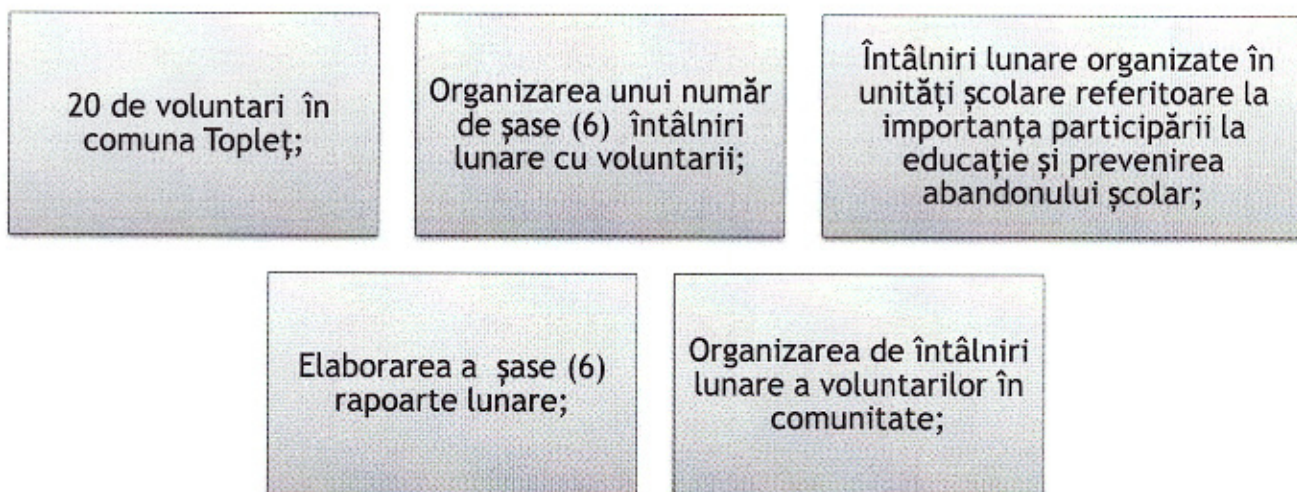 20 de voluntari în
comuna Topleț;
Organizarea unui număr
de șase (6) întâlniri
lunare cu voluntarii;
Întâlniri lunare organizate în
unități școlare referitoare la
importanța participării la
educație și prevenirea
abandonului școlar;
Elaborarea a șase (6)
rapoarte lunare;
Organizarea de întâlniri
lunare a voluntarilor în
comunitate;